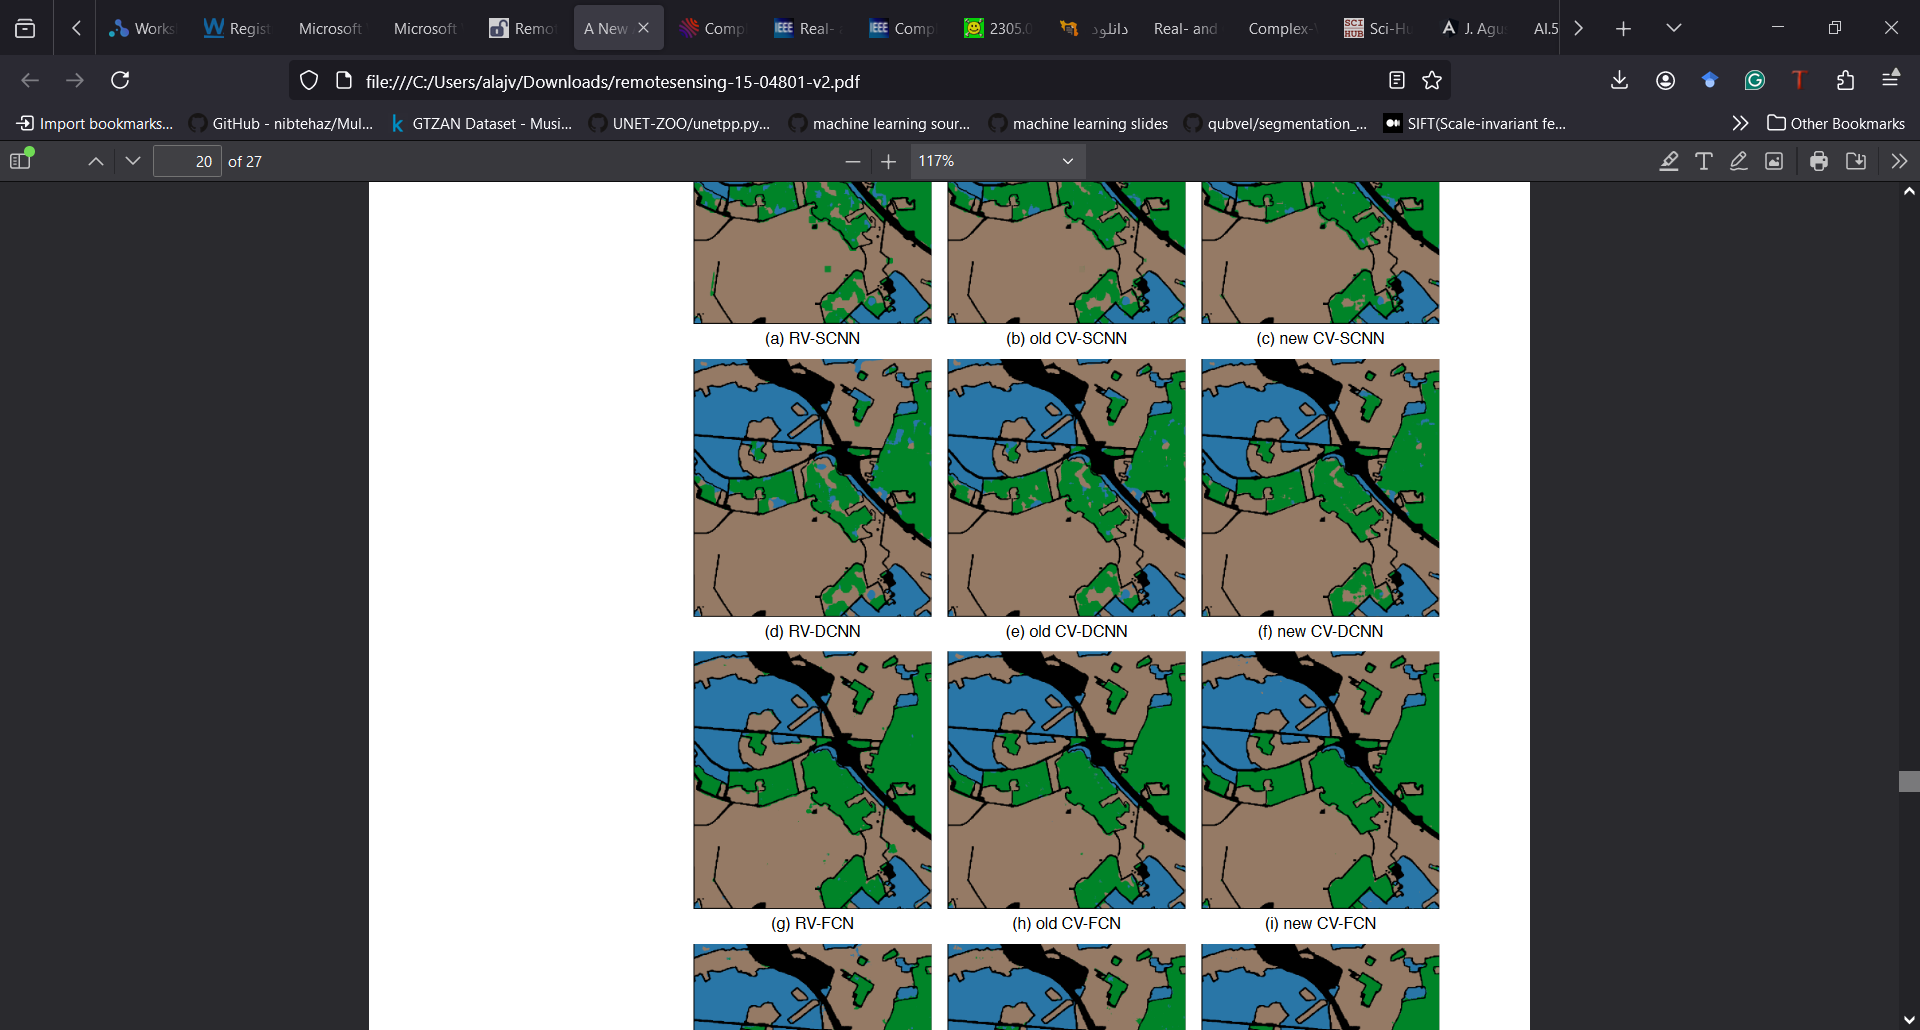 Works
Regist
Microsoft
Microsoft
Remo
A New
Comp
Real-
Comp
2305.0
دانلود
Real- and
Complex-
Sci-Hu
J. Agu
AI.5
file:///C:/Users/alajv/Downloads/remotesensing-15-04801-v2.pdf
Import bookmarks...
GitHub - nibtehaz/Mul...
GTZAN Dataset - Musi...
UNET-ZOO/unetpp.py...
machine learning sour...
machine learning slides
qubvel/segmentation_...
SIFT(Scale-invariant fe...
Other Bookmarks
20 of 27
117%
(a) RV-SCNN
(b) old CV-SCNN
(c) new CV-SCNN
(d) RV-DCNN
(e) old CV-DCNN
(f) new CV-DCNN
(g) RV-FCN
(h) old CV-FCN
(i) new CV-FCN